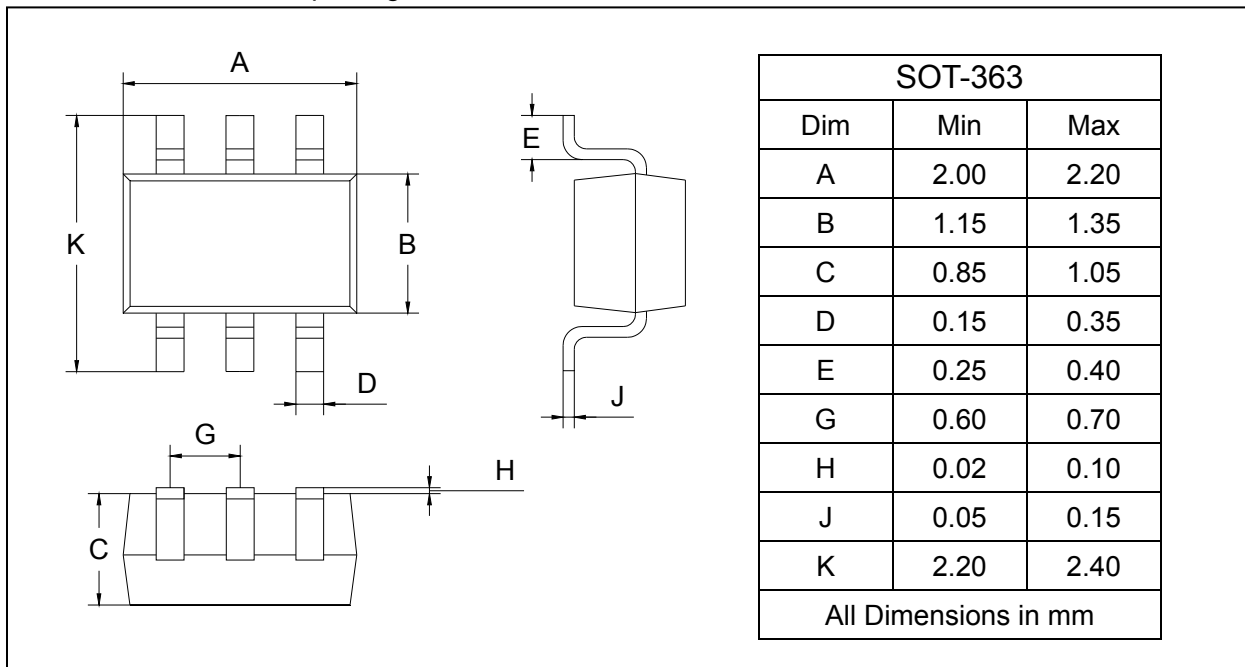 A
K
B
D
E
J
G
H
C
SOT-363
Dim Min Max
A 2.00 2.20
B 1.15 1.35
C 0.85 1.05
D 0.15 0.35
E 0.25 0.40
G 0.60 0.70
H 0.02 0.10
J 0.05 0.15
K 2.20 2.40
All Dimensions in mm